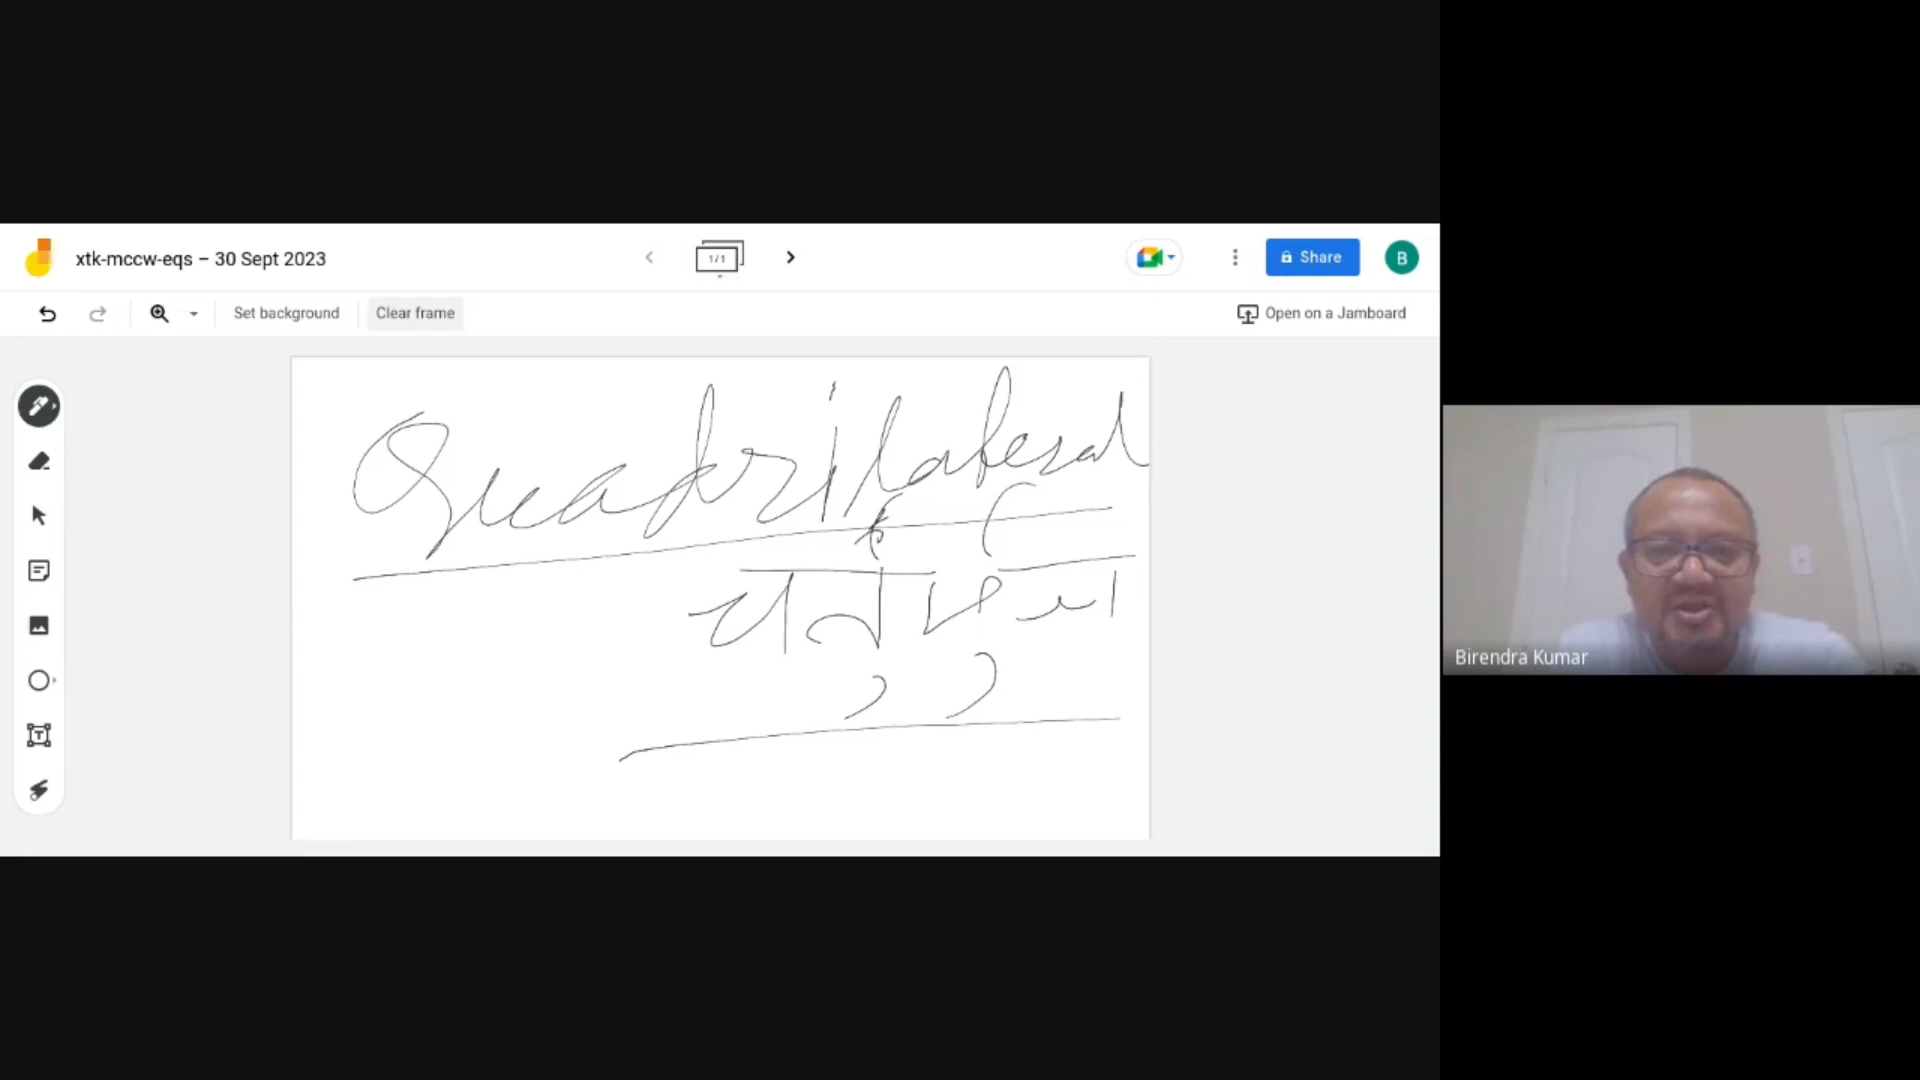 xtk-mccw-eqs – 30 Sept 2023
1/1
Share
B
Set background
Clear frame
Open on a Jamboard
Quadrilateral
चतुर्भुज
Birendra Kumar